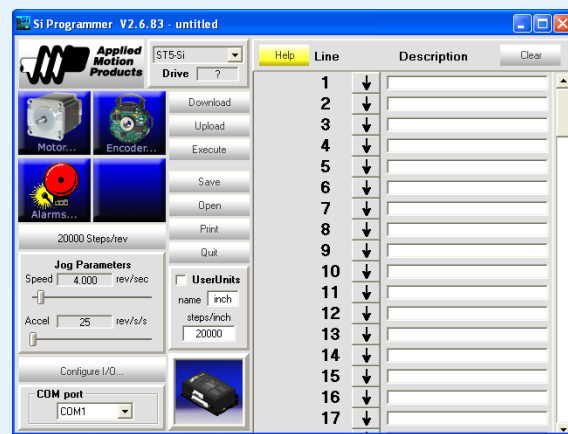 Si Programmer V2.6.83 - untitled
Applied
Motion
Products
ST5-Si
Drive ?
Help Line Description Clear
Motor...
Encoder...
Alarms...
Download
Upload
Execute
Save
Open
Print
Quit
20000 Steps/rev
Jog Parameters
Speed 4.000 rev/sec
Accel 25 rev/s/s
UserUnits
name inch
steps/inch
20000
Configure I/O...
COM port
COM1
1
2
3
4
5
6
7
8
9
10
11
12
13
14
15
16
17